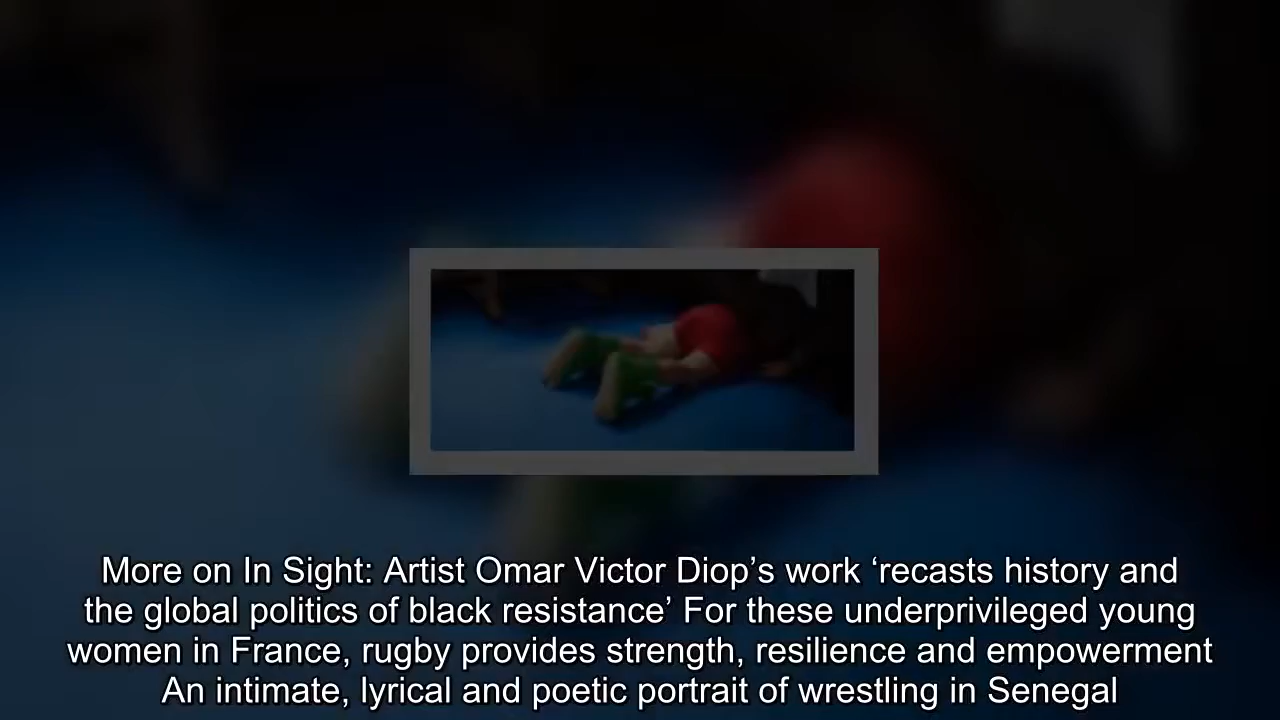 More on In Sight: Artist Omar Victor Diop’s work ‘recasts history and
the global politics of black resistance’ For these underprivileged young
women in France, rugby provides strength, resilience and empowerment
An intimate, lyrical and poetic portrait of wrestling in Senegal